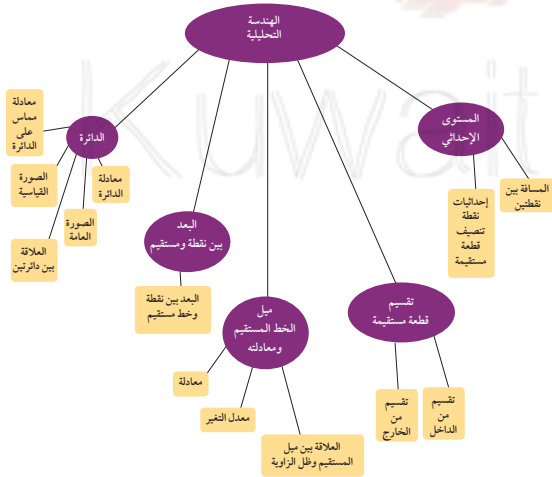 الهندسة
التحليلية
المستوى
الإحداثي
المسافة بين
نقطتين
إحداثيات
نقطة
تنصيف
قطعة
مستقيمة
تقسيم
قطعة مستقيمة
تقسيم
من
الداخل
تقسيم
من
الخارج
ميل
الخط المستقيم
ومعادلته
العلاقة بين ميل
المستقيم وظل الزاوية
معدل التغير
معادلة
البعد
بين نقطة ومستقيم
البعد بين نقطة
وخط مستقيم
الدائرة
معادلة
الدائرة
الصورة
العامة
العلاقة
بين دائرتين
الصورة
القياسية
معادلة
مماس
على
الدائرة
Kuwait